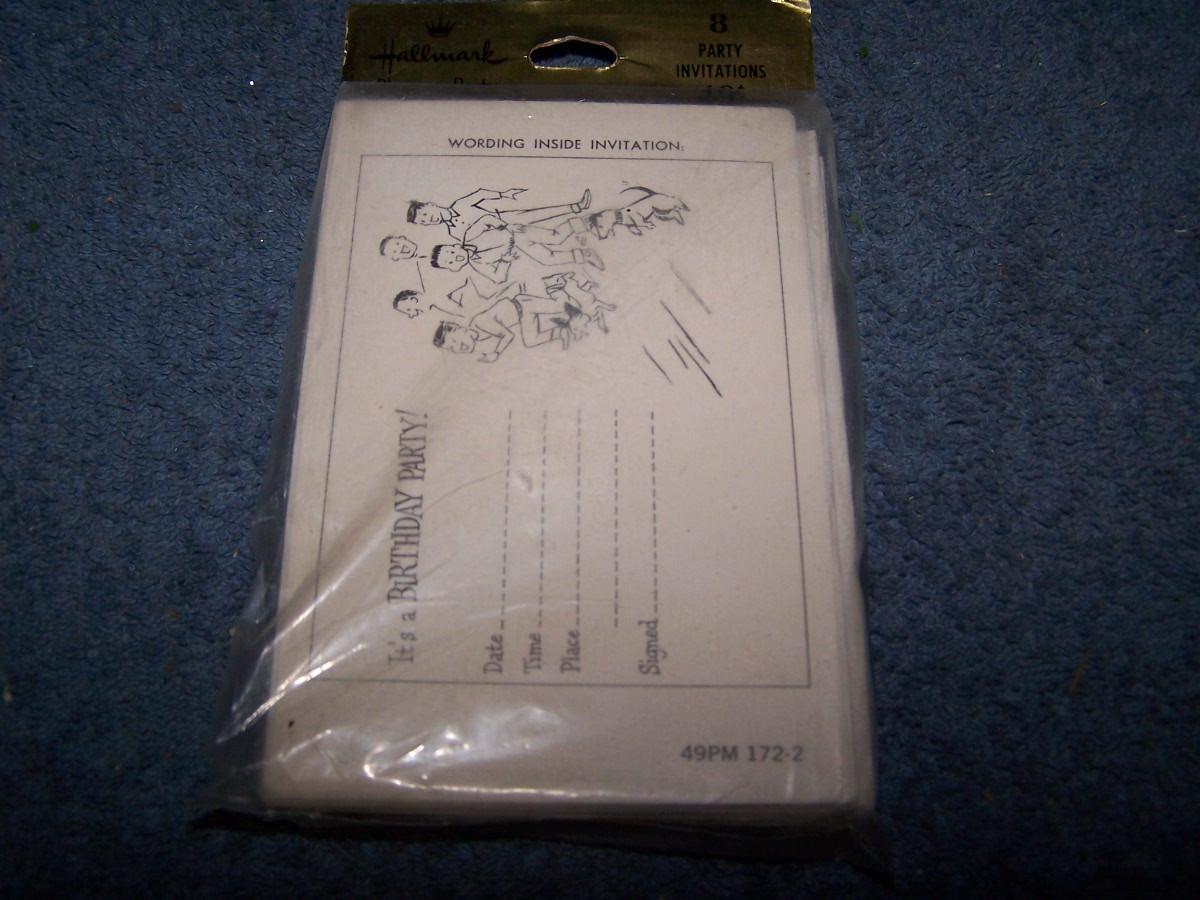 Hallmark
8
PARTY
INVITATIONS
WORDING INSIDE INVITATION:
It's a BIRTHDAY PARTY!
Date
Time
Place
Signed
49PM 172-2